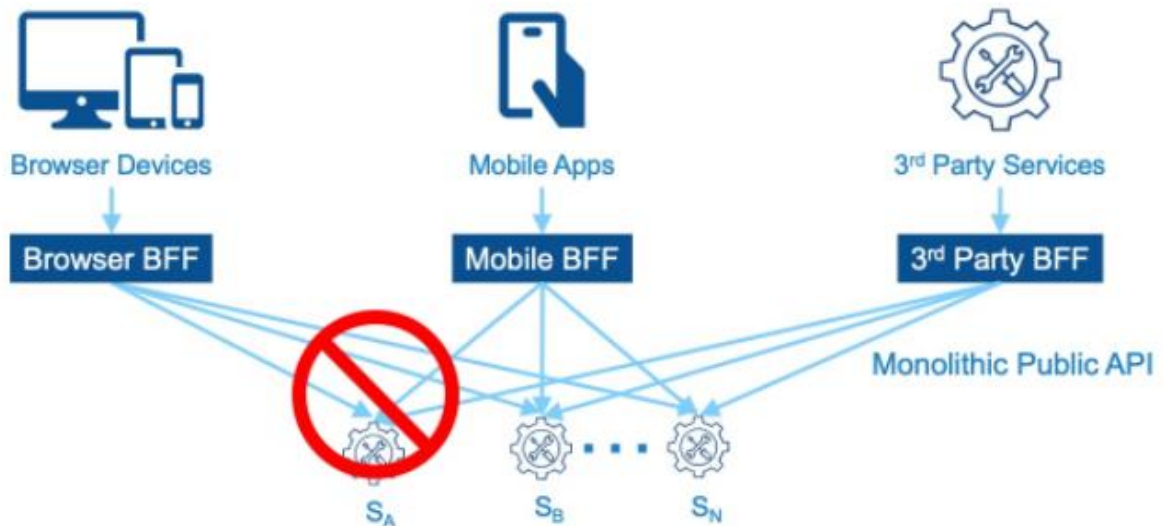 Browser Devices
Mobile Apps
3rd Party Services
Browser BFF
Mobile BFF
3rd Party BFF
Monolithic Public API
SA
SB
SN